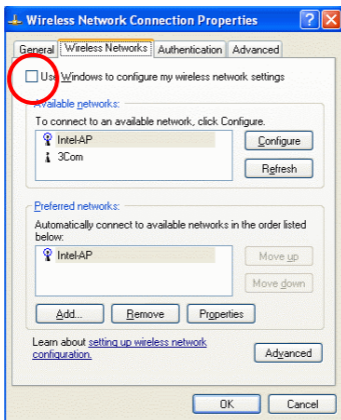 Wireless Network Connection Properties
General Wireless Networks Authentication Advanced
Use Windows to configure my wireless network settings
Available networks:
To connect to an available network, click Configure.
Intel-AP
3Com
Configure
Refresh
Preferred networks:
Automatically connect to available networks in the order listed
below:
Intel-AP
Move up
Move down
Add... Remove Properties
Learn about setting up wireless network
configuration.
Advanced
OK Cancel